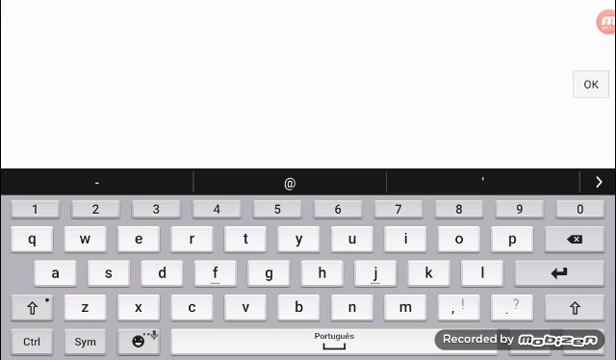 OK
- @ '
1 2 3 4 5 6 7 8 9 0
q w e r t y u i o p
a s d f g h j k l
z x c v b n m , ! . ?
Ctrl Sym Português
Recorded by mobizen